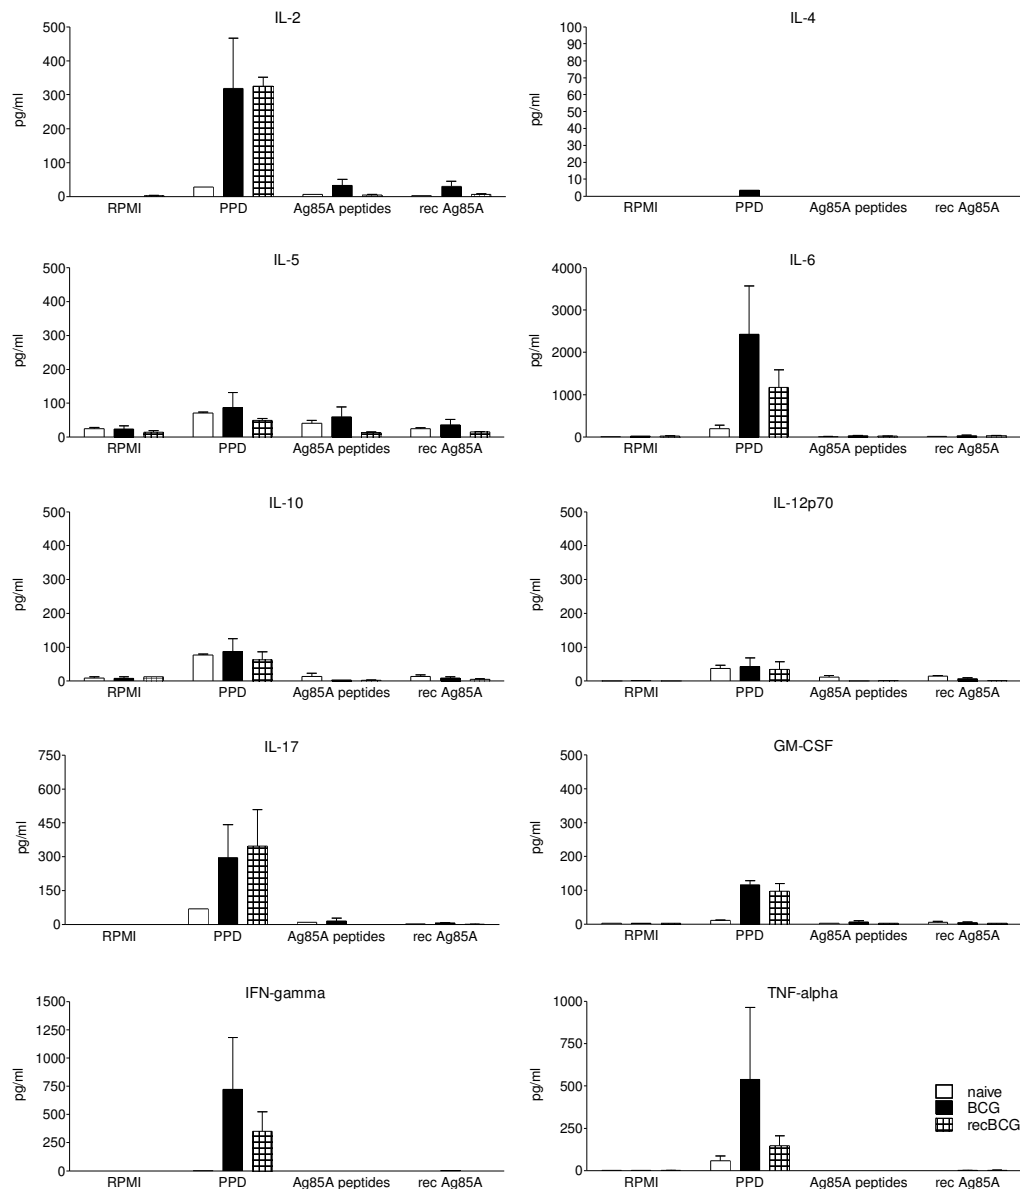 IL-2
500
400
300
200
100
0
pg/ml
RPMI PPD Ag85A peptides rec Ag85A
IL-4
100
90
80
70
60
50
40
30
20
10
0
pg/ml
RPMI PPD Ag85A peptides rec Ag85A
IL-5
500
400
300
200
100
0
pg/ml
RPMI PPD Ag85A peptides rec Ag85A
IL-6
4000
3000
2000
1000
0
pg/ml
RPMI PPD Ag85A peptides rec Ag85A
IL-10
500
400
300
200
100
0
pg/ml
RPMI PPD Ag85A peptides rec Ag85A
IL-12p70
500
400
300
200
100
0
pg/ml
RPMI PPD Ag85A peptides rec Ag85A
IL-17
750
600
450
300
150
0
pg/ml
RPMI PPD Ag85A peptides rec Ag85A
GM-CSF
500
400
300
200
100
0
pg/ml
RPMI PPD Ag85A peptides rec Ag85A
IFN-gamma
1500
1250
1000
750
500
250
0
pg/ml
RPMI PPD Ag85A peptides rec Ag85A
TNF-alpha
1000
750
500
250
0
pg/ml
RPMI PPD Ag85A peptides rec Ag85A
naive
BCG
recBCG